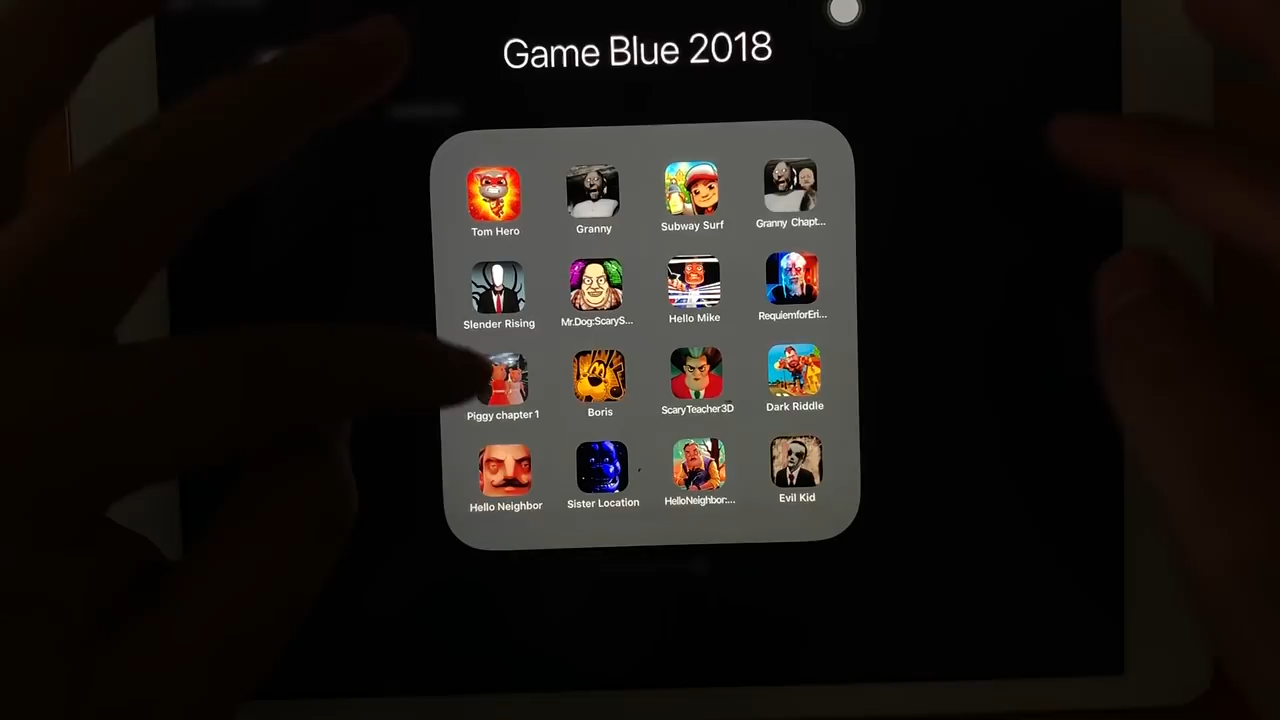 Game Blue 2018
Tom Hero
Granny
Subway Surf
Granny Chapt...
Slender Rising
Mr.Dog:ScaryS...
Hello Mike
RequiemforEri...
Piggy chapter 1
Boris
ScaryTeacher3D
Dark Riddle
Hello Neighbor
Sister Location
HelloNeighbor:...
Evil Kid